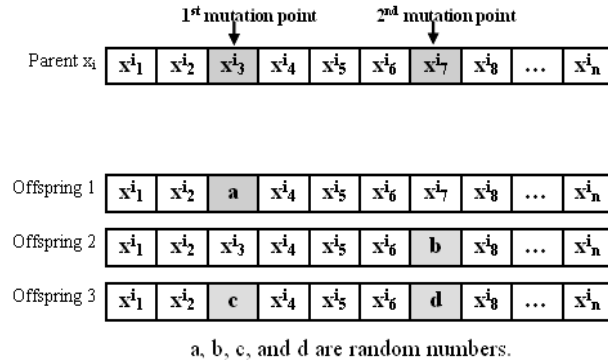 1st mutation point 2nd mutation point
Parent xi xi1 xi2 xi3 xi4 xi5 xi6 xi7 xi8 ... xin
Offspring 1 xi1 xi2 a xi4 xi5 xi6 xi7 xi8 ... xin
Offspring 2 xi1 xi2 xi3 xi4 xi5 xi6 b xi8 ... xin
Offspring 3 xi1 xi2 c xi4 xi5 xi6 d xi8 ... xin
a, b, c, and d are random numbers.